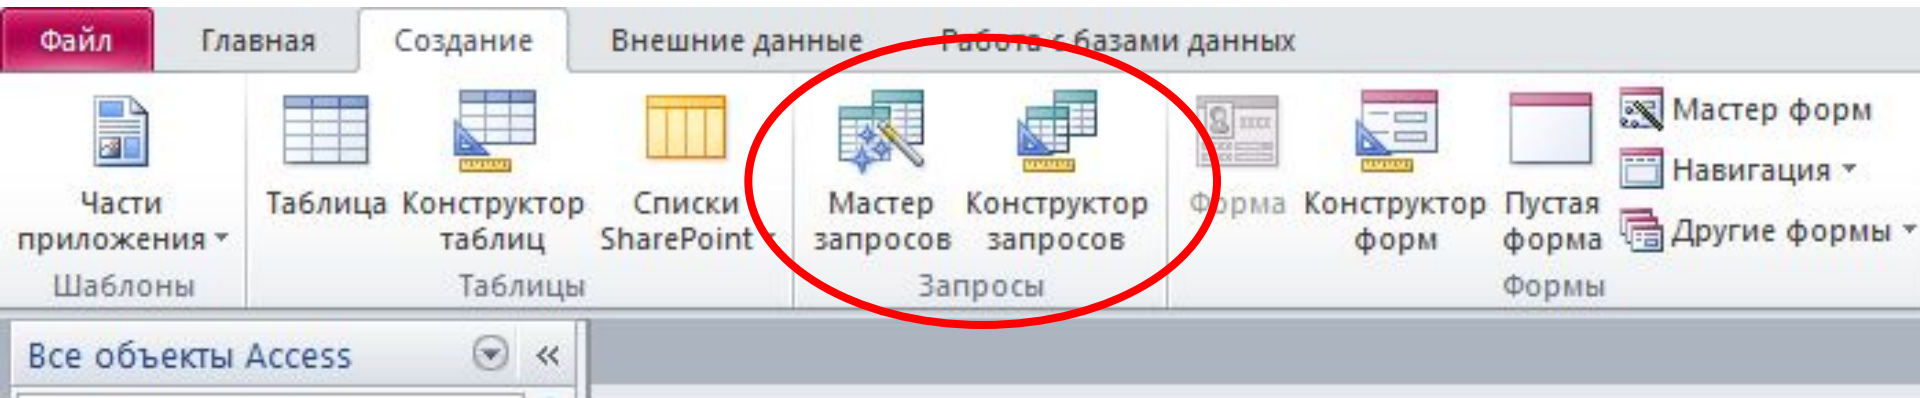 Файл Главная Создание Внешние данные Работа с базами данных
Части приложения
Таблица
Конструктор таблиц
Списки SharePoint
Мастер запросов
Конструктор запросов
Форма
Конструктор форм
Пустая форма
Мастер форм
Навигация
Другие формы
Шаблоны Таблицы Запросы Формы
Все объекты Access